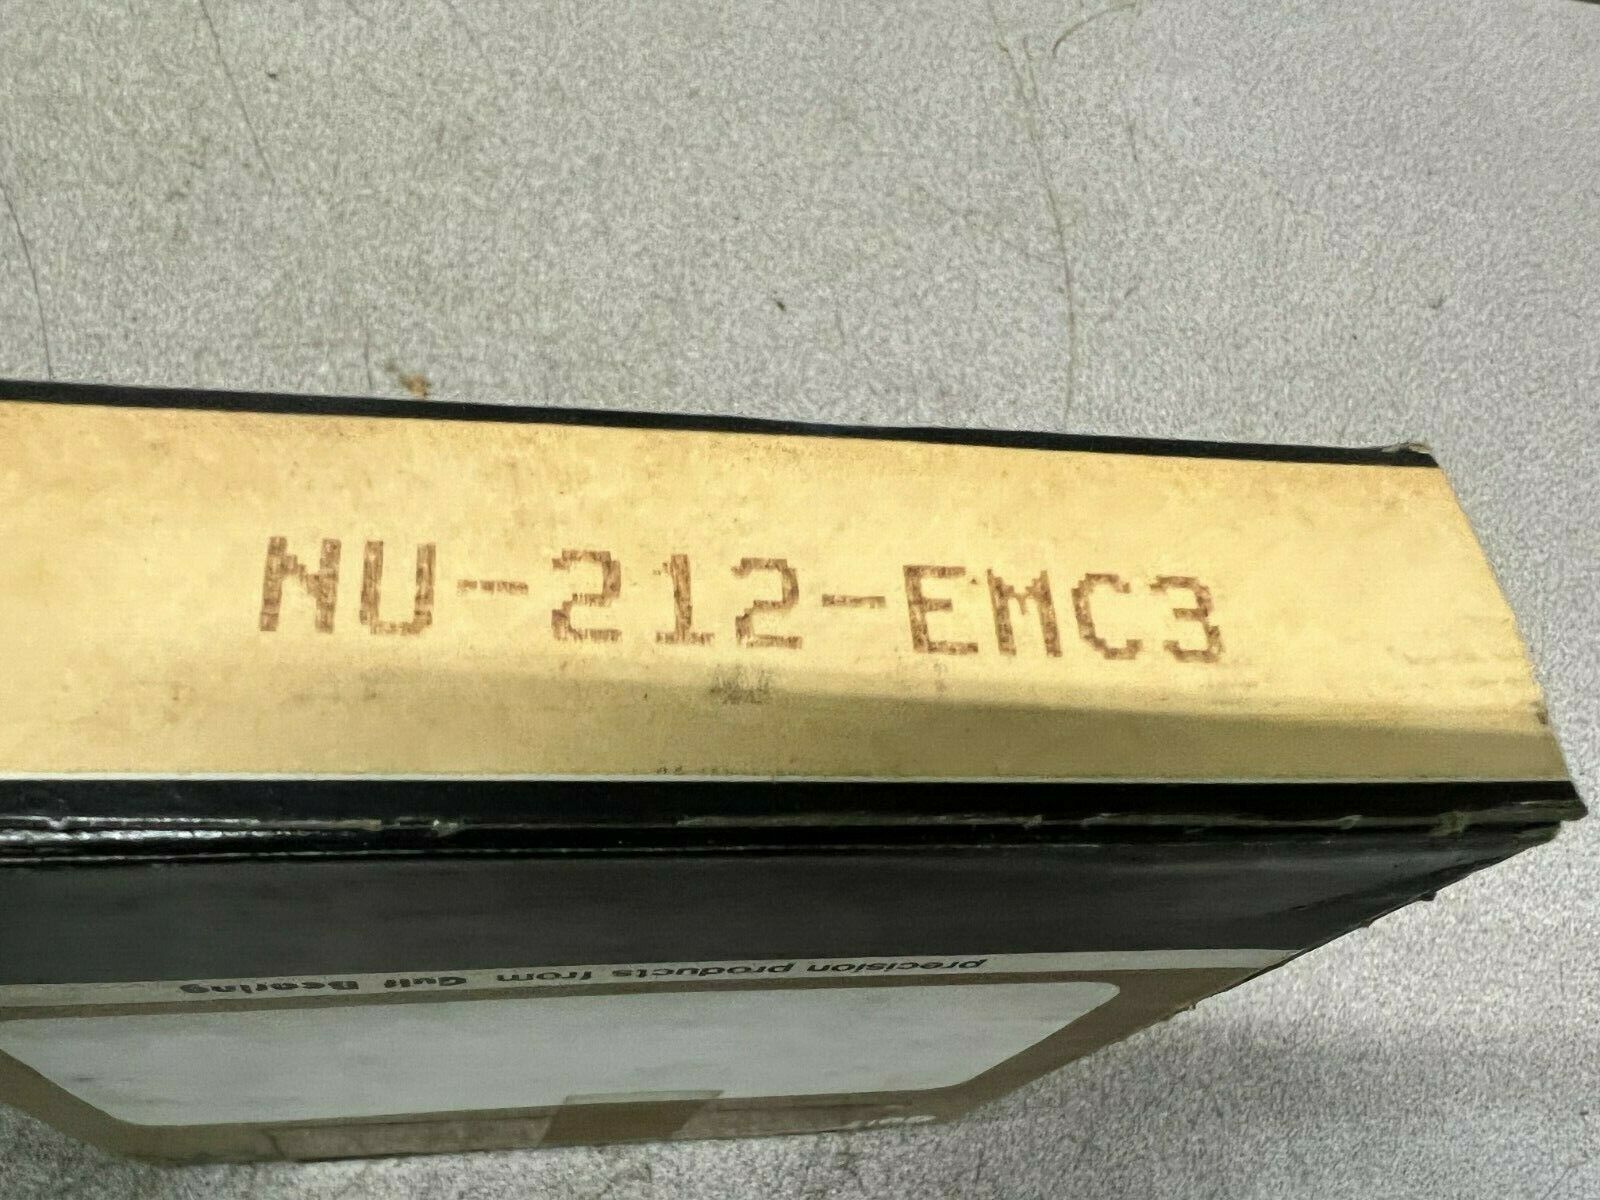 NU-212-EMC3
precision products from Gulf Bearing